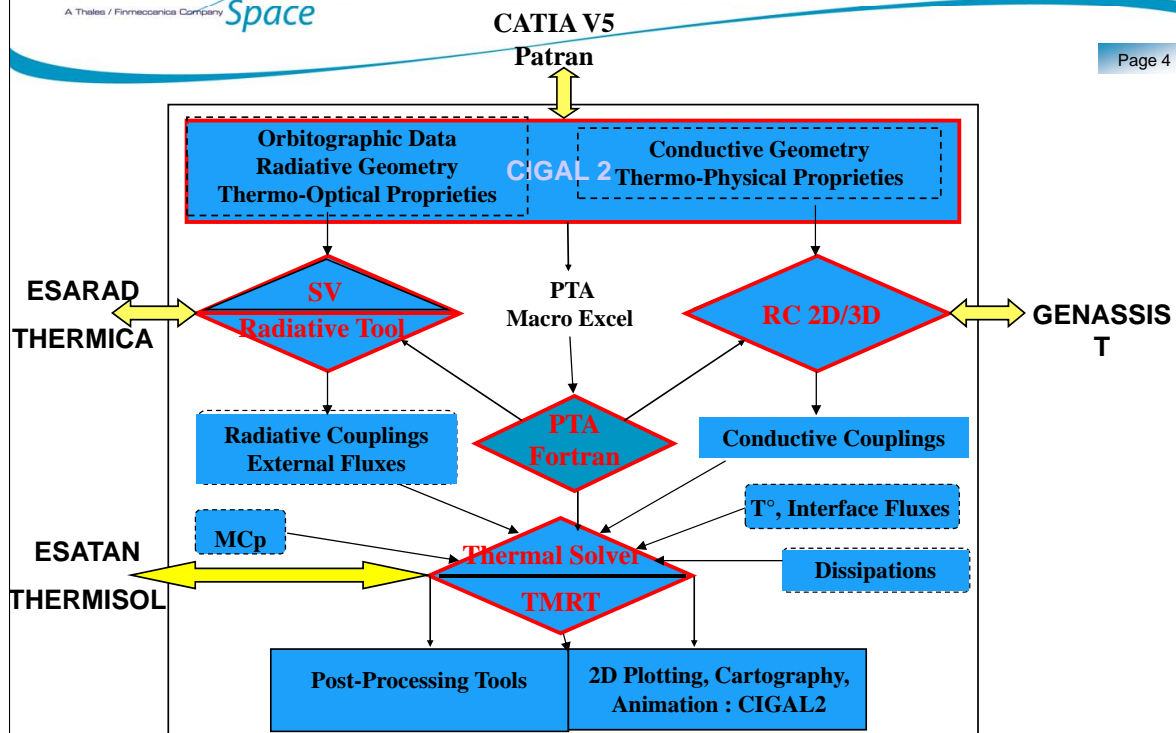 A Thales / Finmeccanica Company Space
CATIA V5
Patran
Page 4
Orbitographic Data
Radiative Geometry
Thermo-Optical Proprieties
CIGAL 2
Conductive Geometry
Thermo-Physical Proprieties
ESARAD
THERMICA
SV
Radiative Tool
PTA
Macro Excel
RC 2D/3D
GENASSIS
T
Radiative Couplings
External Fluxes
PTA
Fortran
Conductive Couplings
T°, Interface Fluxes
MCp
ESATAN
THERMISOL
Thermal Solver
TMRT
Dissipations
Post-Processing Tools
2D Plotting, Cartography,
Animation : CIGAL2